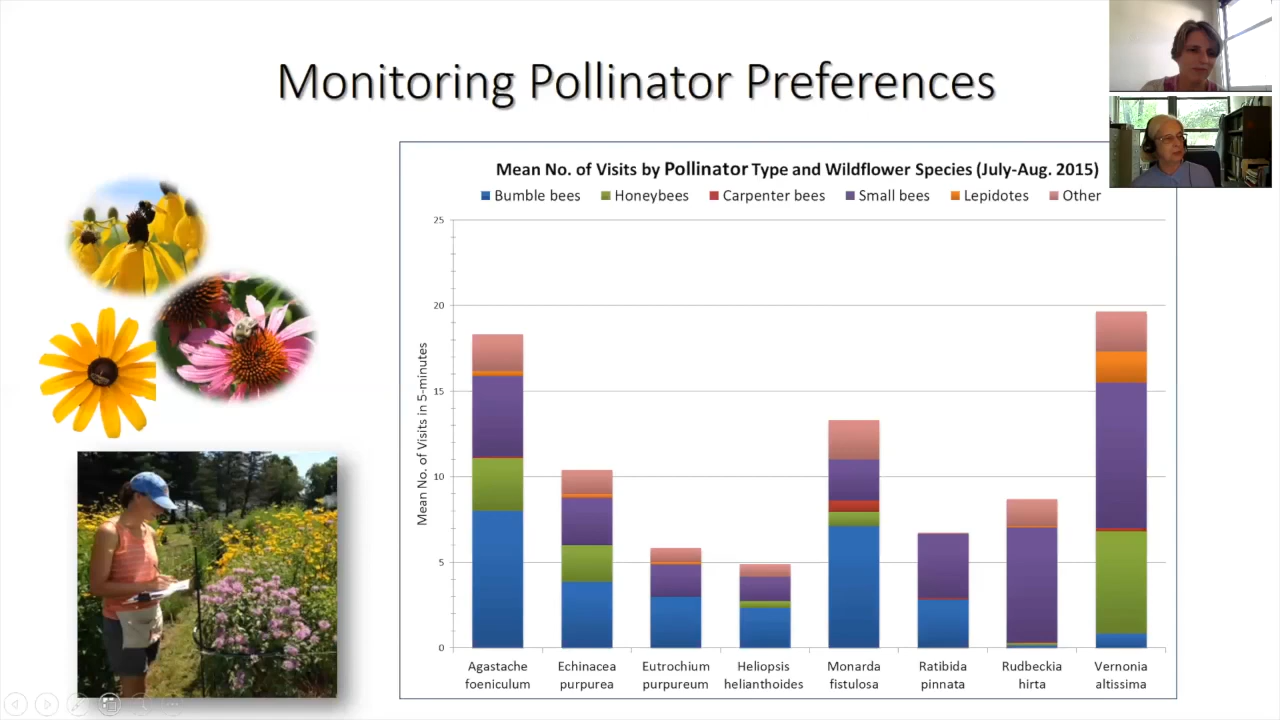 Monitoring Pollinator Preferences
Mean No. of Visits by Pollinator Type and Wildflower Species (July-Aug. 2015)
Bumble bees Honeybees Carpenter bees Small bees Lepidotes Other
Mean No. of Visits in 5-minutes
25
20
15
10
5
0
Agastache foeniculum
Echinacea purpurea
Eutrochium purpureum
Heliopsis helianthoides
Monarda fistulosa
Ratibida pinnata
Rudbeckia hirta
Vernonia altissima